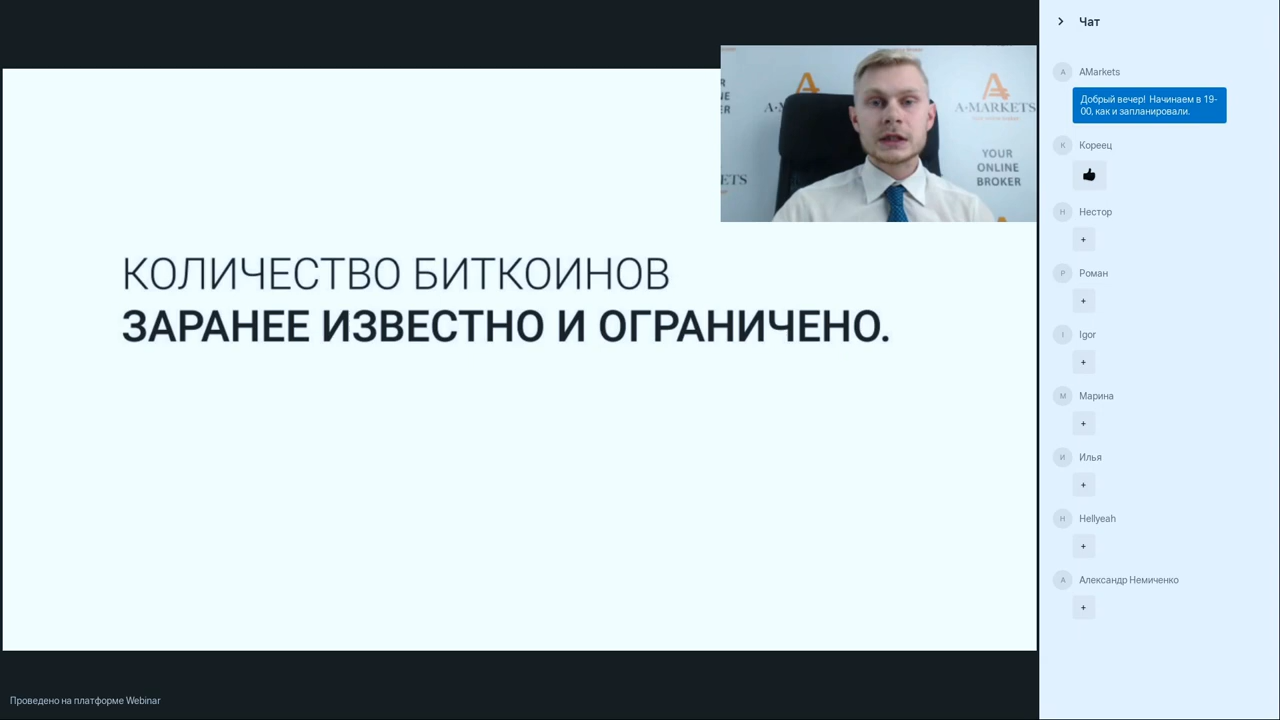 Чат
A
AMarkets
Добрый вечер! Начинаем в 19-
00, как и запланировали.
К
Кореец
Н
Нестор
+
Р
Роман
+
I
Igor
+
М
Марина
+
И
Илья
+
H
Hellyeah
+
А
Александр Немиченко
+
A·MARKETS
YOUR
ONLINE
BROKER
КОЛИЧЕСТВО БИТКОИНОВ
ЗАРАНЕЕ ИЗВЕСТНО И ОГРАНИЧЕНО.
Проведено на платформе Webinar